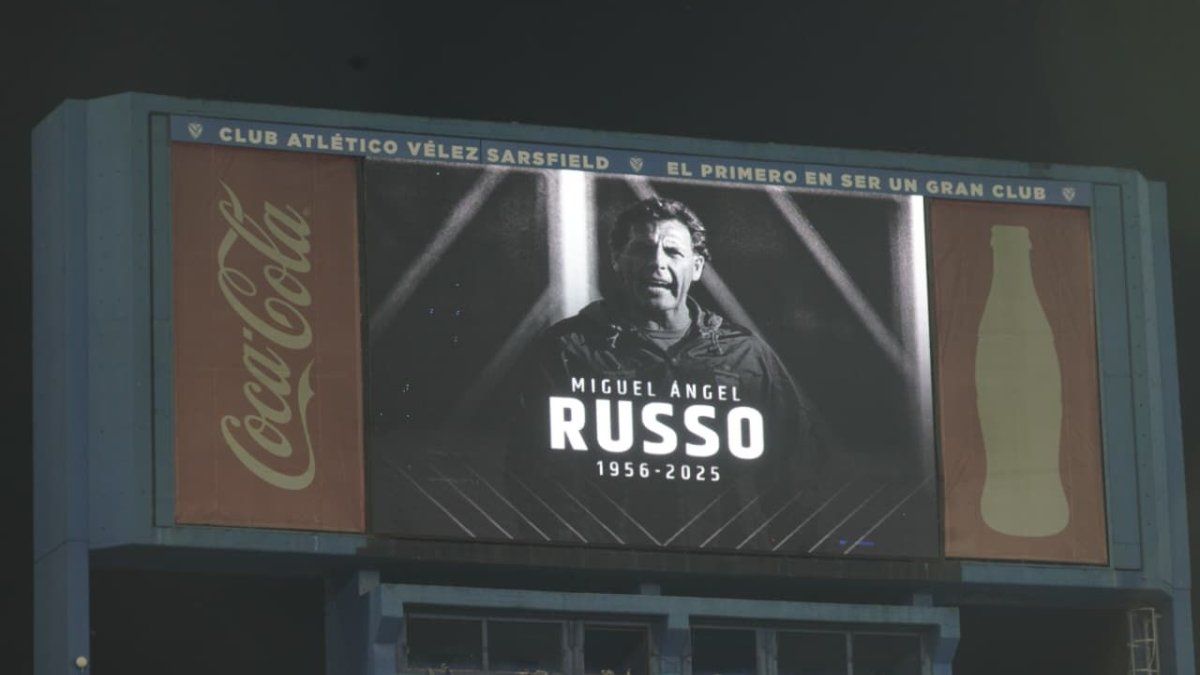 CLUB ATLÉTICO VÉLEZ SARSFIELD EL PRIMERO EN SER UN GRAN CLUB
Coca-Cola
MIGUEL ÁNGEL
RUSSO
1956-2025